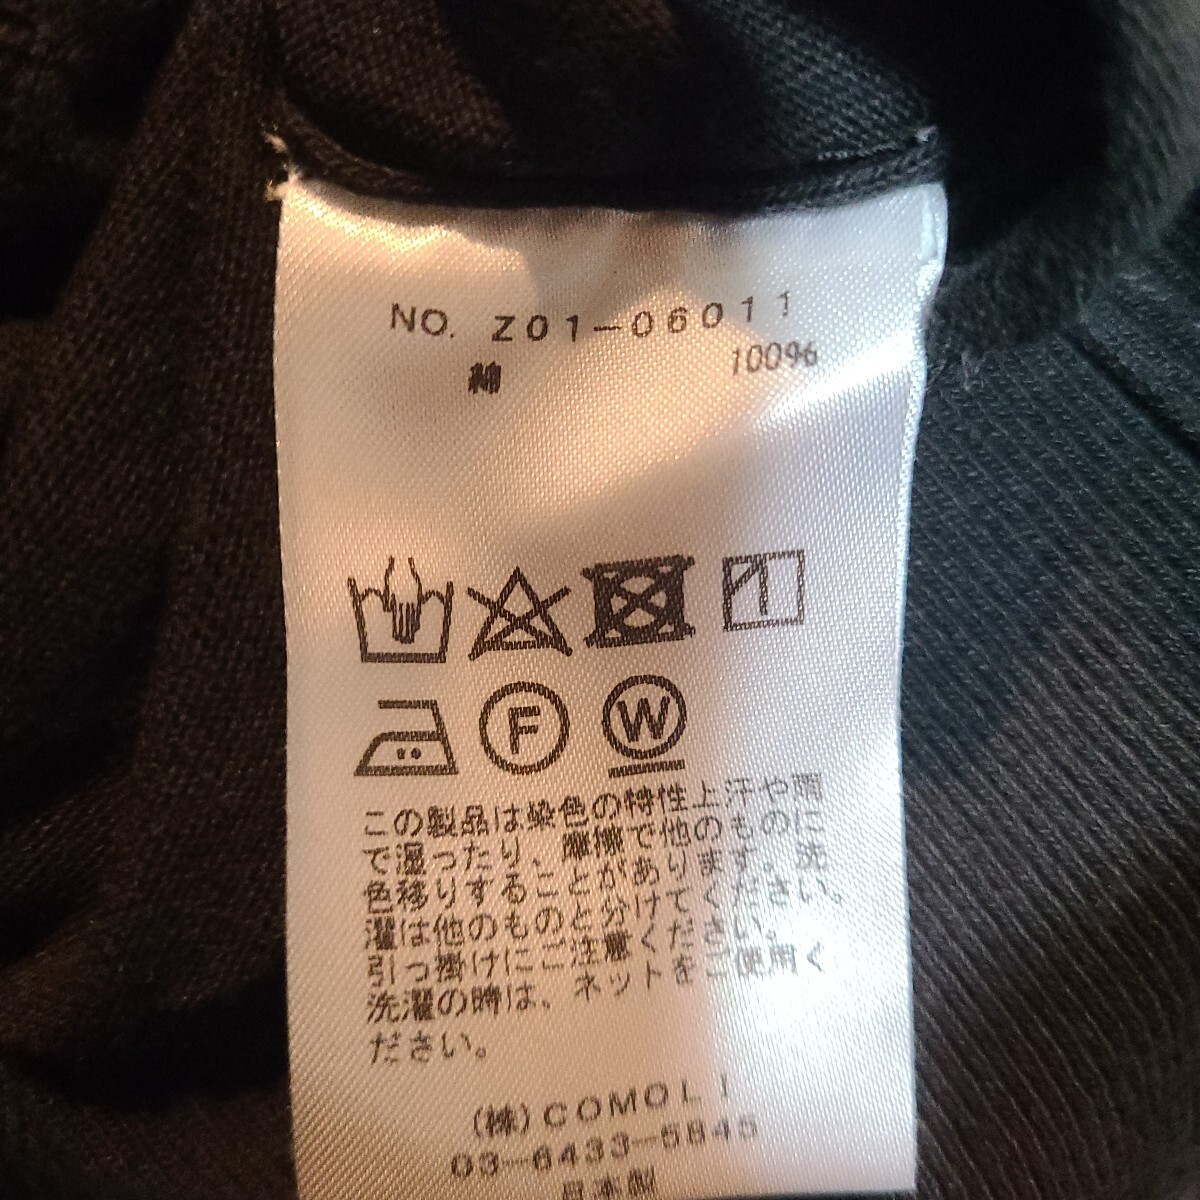 NO. Z01-06011
綿 100%
F W
この製品は染色の特性上汗や雨
で湿ったり、摩擦で他のものに
色移りすることがあります。洗
濯は他のものと分けてください。
引っ掛けにご注意ください。
洗濯の時は、ネットをご使用く
ださい。
(株)COMOLI
03-6433-5845
日本製